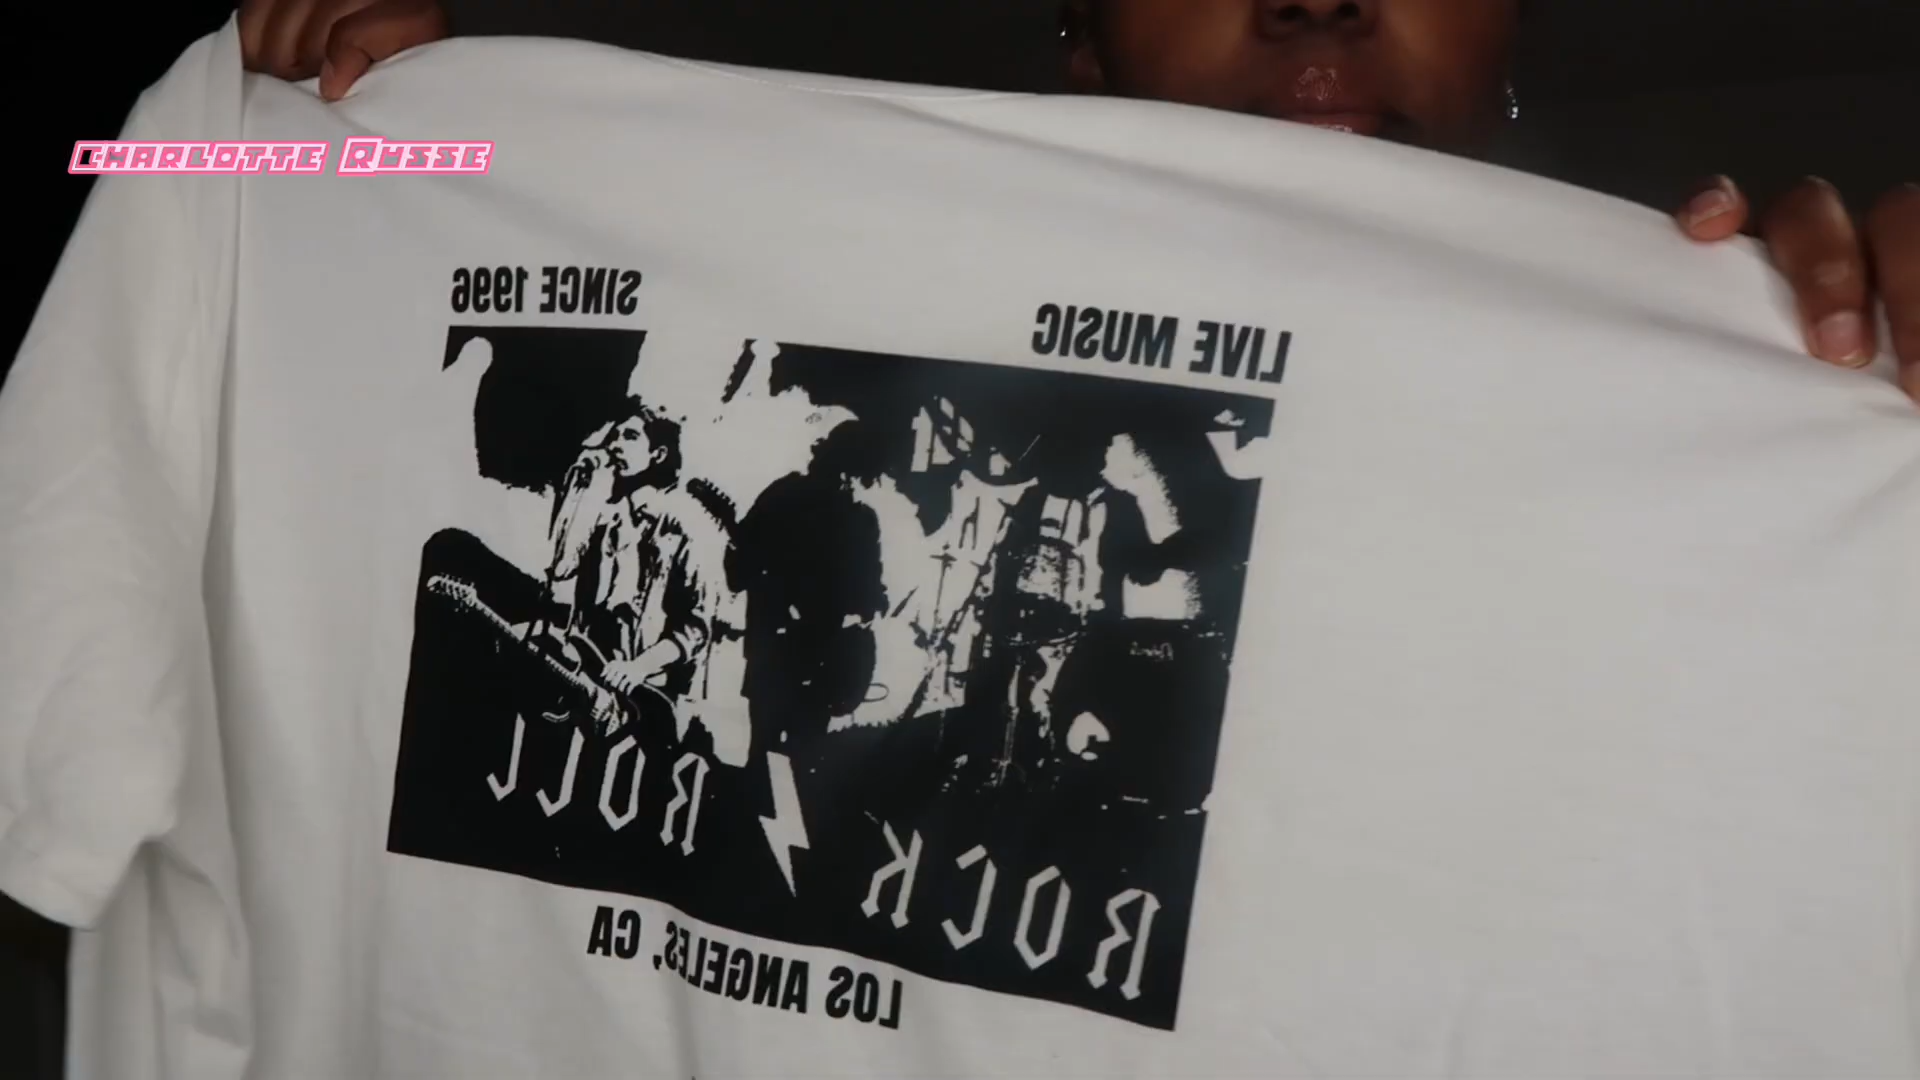 Charlotte Russe
LIVE MUSIC
SINCE 1996
ROCK ROLL
LOS ANGELES, CA